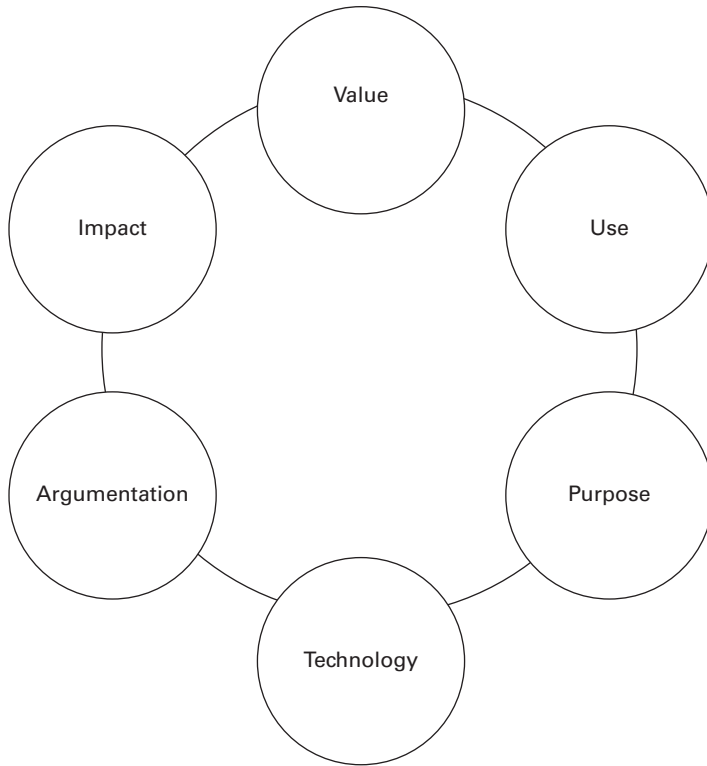 Value
Impact
Use
Argumentation
Purpose
Technology